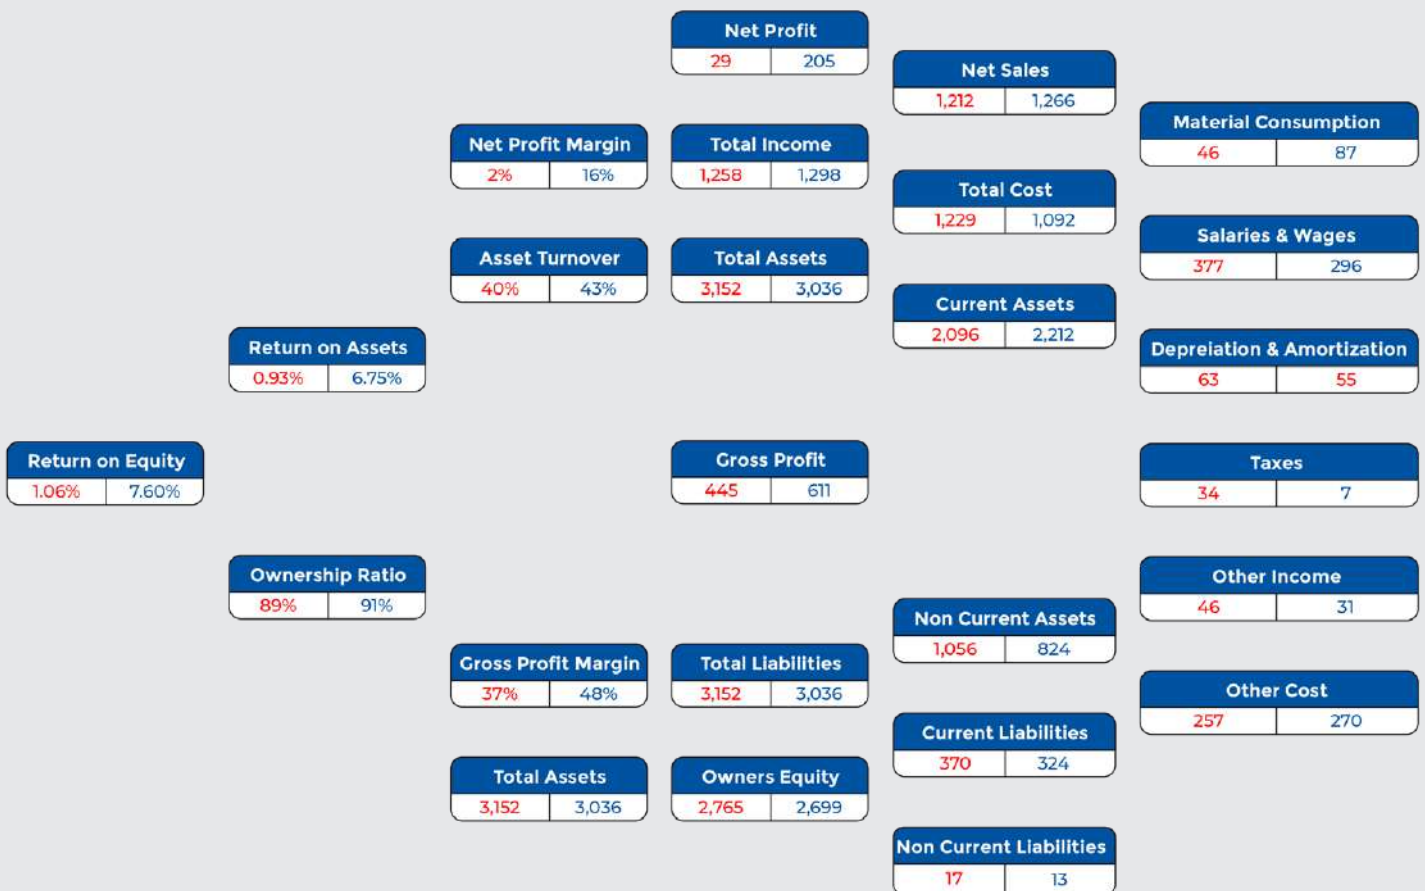 Net Profit
29 205
Net Sales
1,212 1,266
Material Consumption
46 87
Net Profit Margin
2% 16%
Total Income
1,258 1,298
Total Cost
1,229 1,092
Salaries & Wages
377 296
Asset Turnover
40% 43%
Total Assets
3,152 3,036
Current Assets
2,096 2,212
Return on Assets
0.93% 6.75%
Depreiation & Amortization
63 55
Return on Equity
1.06% 7.60%
Gross Profit
445 611
Taxes
34 7
Ownership Ratio
89% 91%
Other Income
46 31
Non Current Assets
1,056 824
Gross Profit Margin
37% 48%
Total Liabilities
3,152 3,036
Other Cost
257 270
Current Liabilities
370 324
Total Assets
3,152 3,036
Owners Equity
2,765 2,699
Non Current Liabilities
17 13